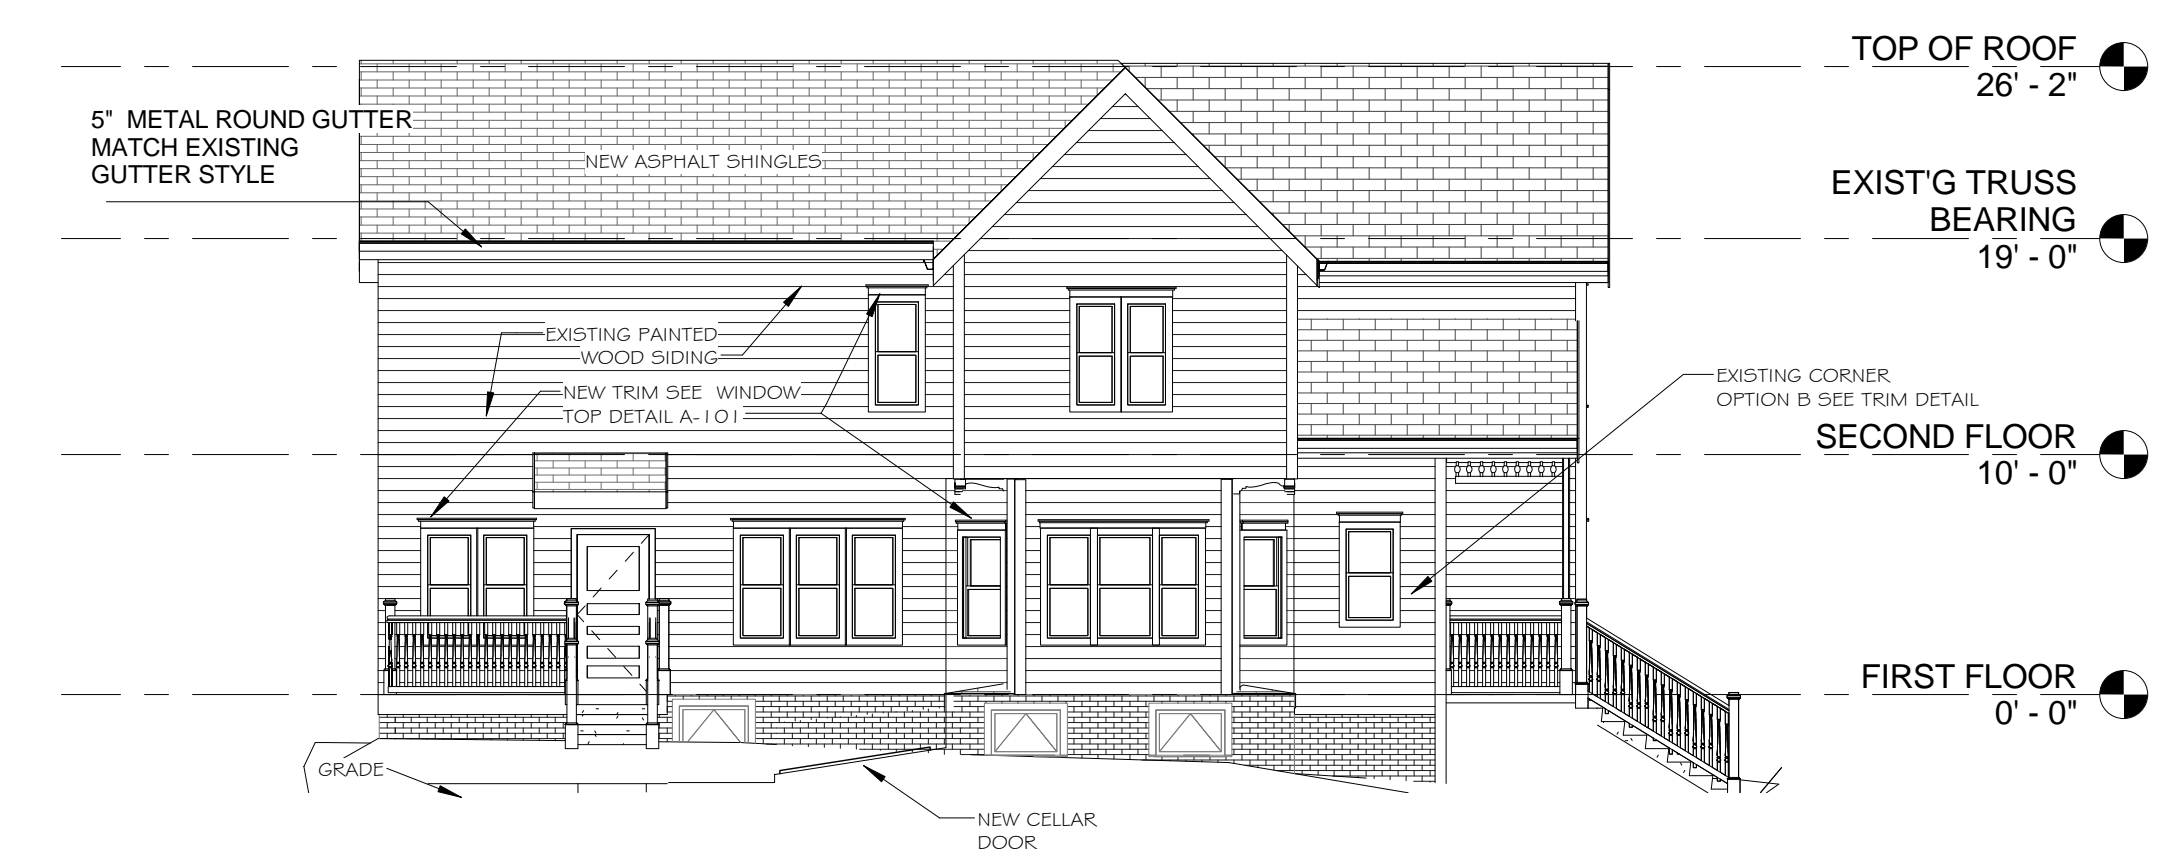 TOP OF ROOF
26' - 2"
5" METAL ROUND GUTTER
MATCH EXISTING
GUTTER STYLE
NEW ASPHALT SHINGLES
EXIST'G TRUSS
BEARING
19' - 0"
EXISTING PAINTED
WOOD SIDING
NEW TRIM SEE WINDOW
TOP DETAIL A-101
EXISTING CORNER
OPTION B SEE TRIM DETAIL
SECOND FLOOR
10' - 0"
FIRST FLOOR
0' - 0"
GRADE
NEW CELLAR
DOOR